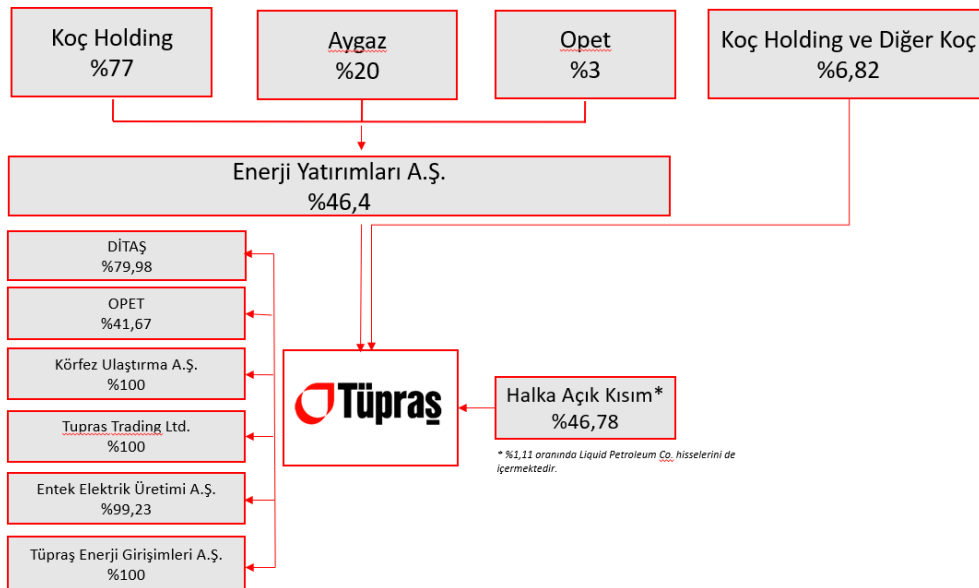 Koç Holding
%77
Aygaz
%20
Opet
%3
Koç Holding ve Diğer Koç
%6,82
Enerji Yatırımları A.Ş.
%46,4
DİTAŞ
%79,98
OPET
%41,67
Körfez Ulaştırma A.Ş.
%100
Tupras Trading Ltd.
%100
Entek Elektrik Üretimi A.Ş.
%99,23
Tüpraş Enerji Girişimleri A.Ş.
%100
Tüpraş
Halka Açık Kısım*
%46,78
* %1,11 oranında Liquid Petroleum Co. hisselerini de
içermektedir.